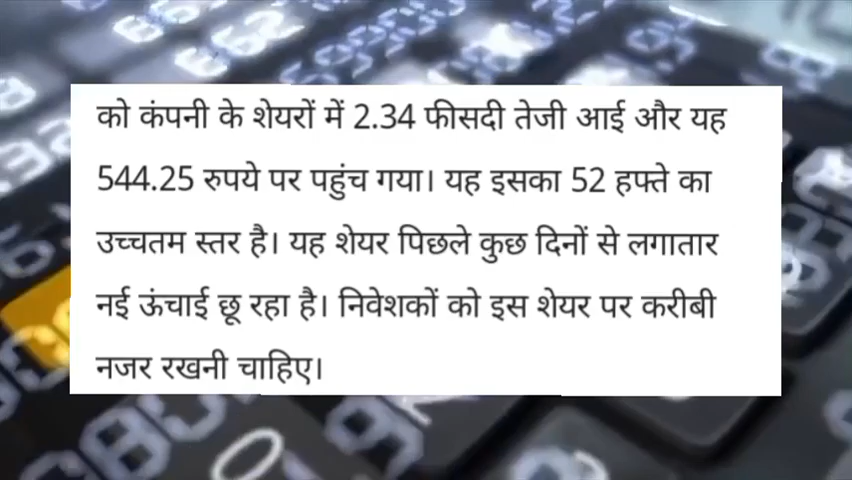 को कंपनी के शेयरों में 2.34 फीसदी तेजी आई और यह
544.25 रुपये पर पहुंच गया। यह इसका 52 हफ्ते का
उच्चतम स्तर है। यह शेयर पिछले कुछ दिनों से लगातार
नई ऊंचाई छू रहा है। निवेशकों को इस शेयर पर करीबी
नजर रखनी चाहिए।